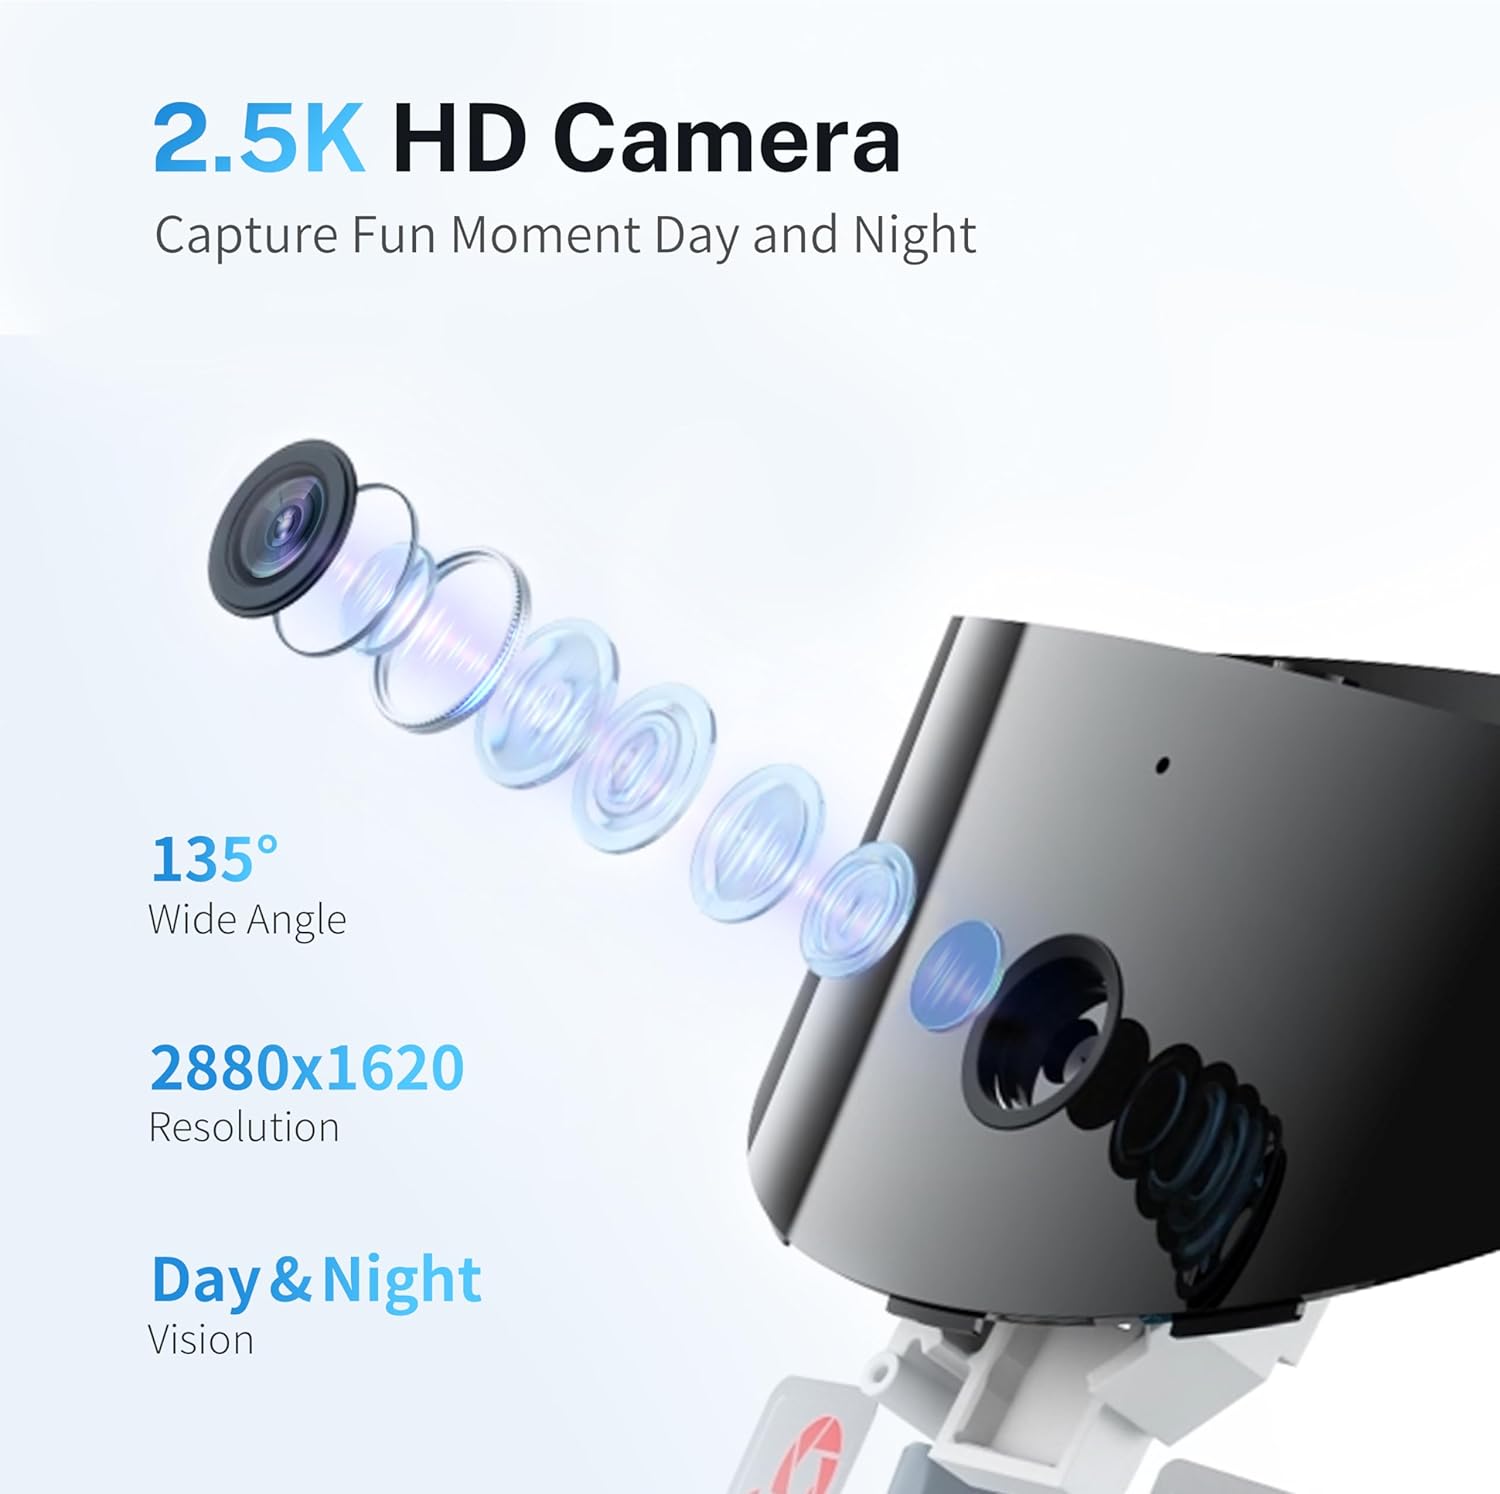 2.5K HD Camera
Capture Fun Moment Day and Night
135°
Wide Angle
2880x1620
Resolution
Day&Night
Vision